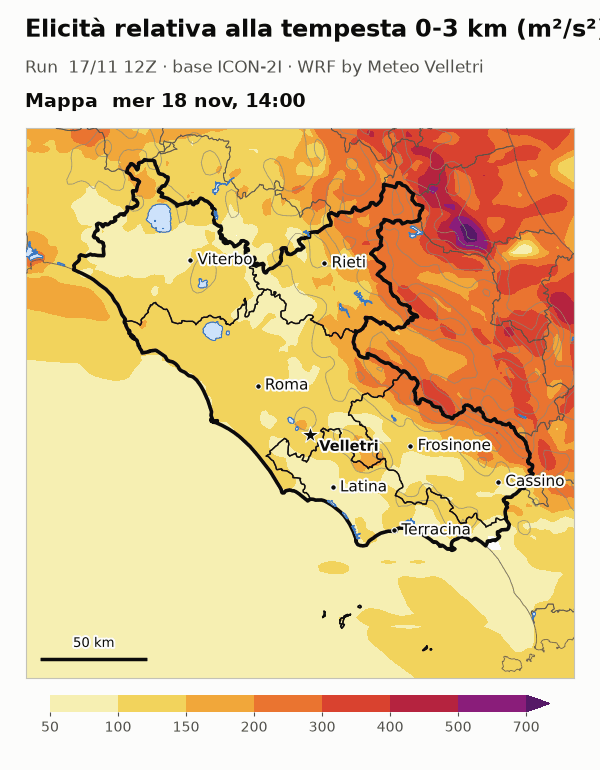 Elicità relativa alla tempesta 0-3 km (m²/s²)
Run 17/11 12Z · base ICON-2I · WRF by Meteo Velletri
Mappa mer 18 nov, 14:00
Viterbo
Rieti
Roma
Velletri
Frosinone
Latina
Cassino
Terracina
50 km
50 100 150 200 300 400 500 700